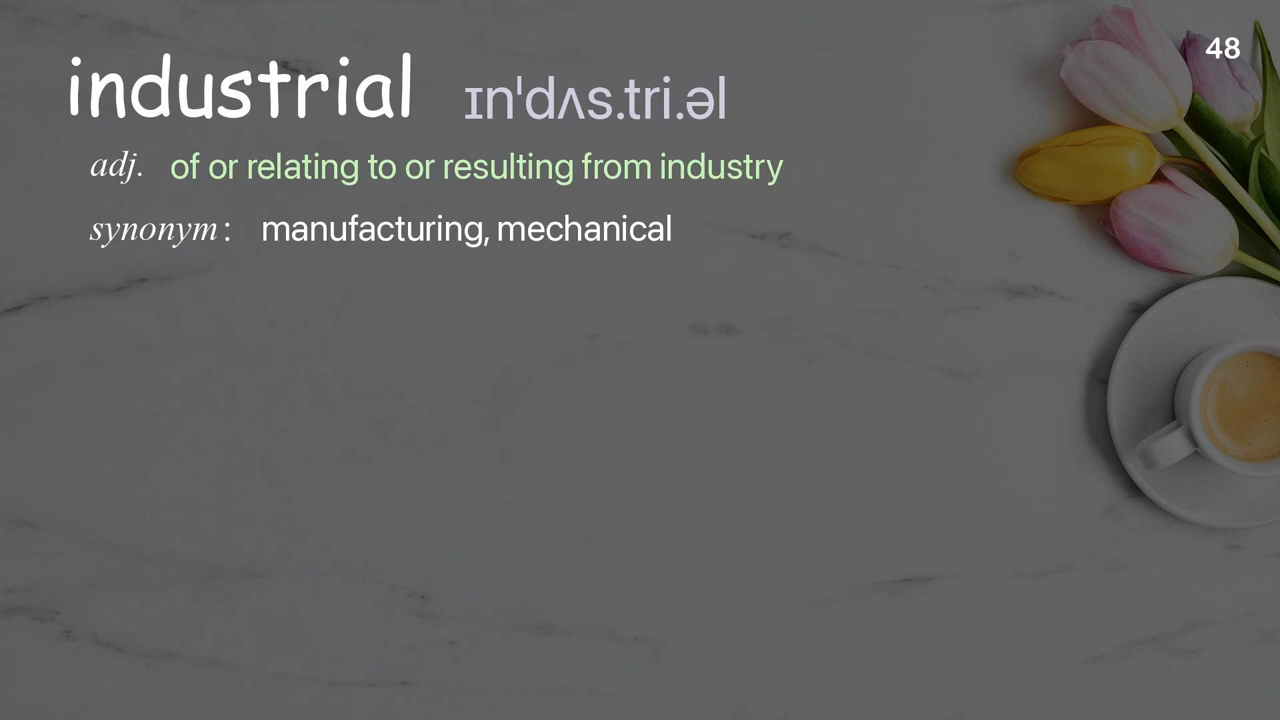 48
industrial ɪnˈdʌs.tri.əl
adj. of or relating to or resulting from industry
synonym : manufacturing, mechanical